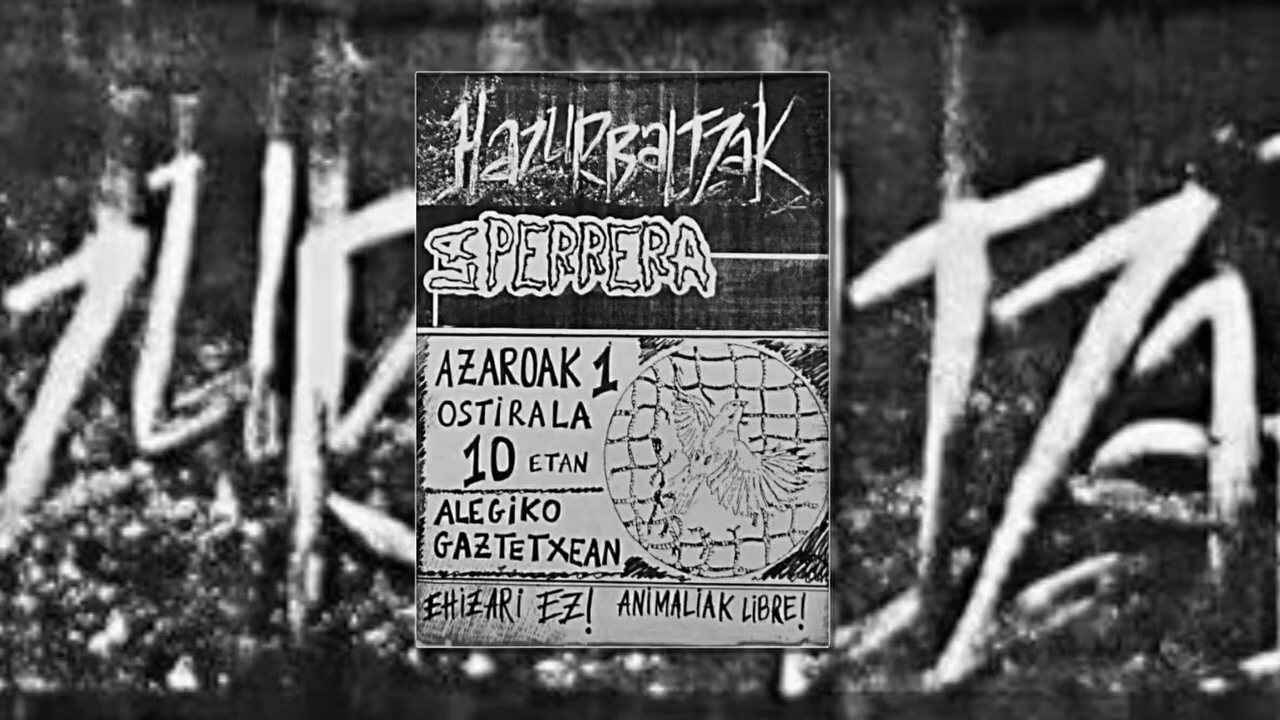 HAZURBALTZAK
LA PERRERA
AZAROAK 1
OSTIRALA
10 ETAN
ALEGIKO
GAZTETXEAN
EHIZARI EZ! ANIMALIAK LIBRE!